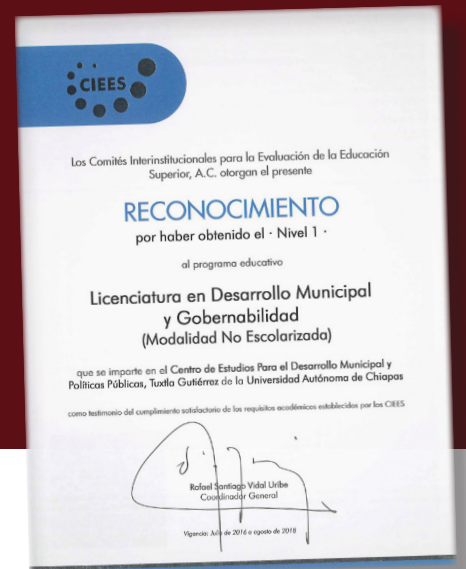 CIEES
Los Comités Interinstitucionales para la Evaluación de la Educación
Superior, A.C. otorgan el presente
RECONOCIMIENTO
por haber obtenido el · Nivel 1 ·
al programa educativo
Licenciatura en Desarrollo Municipal
y Gobernabilidad
(Modalidad No Escolarizada)
que se imparte en el Centro de Estudios Para el Desarrollo Municipal y
Políticas Públicas, Tuxtla Gutiérrez de la Universidad Autónoma de Chiapas
como testimonio del cumplimiento satisfactorio de los requisitos académicos establecidos por los CIEES
Rafael Santiago Vidal Uribe
Coordinador General
Vigencia: Julio de 2016 a agosto de 2018